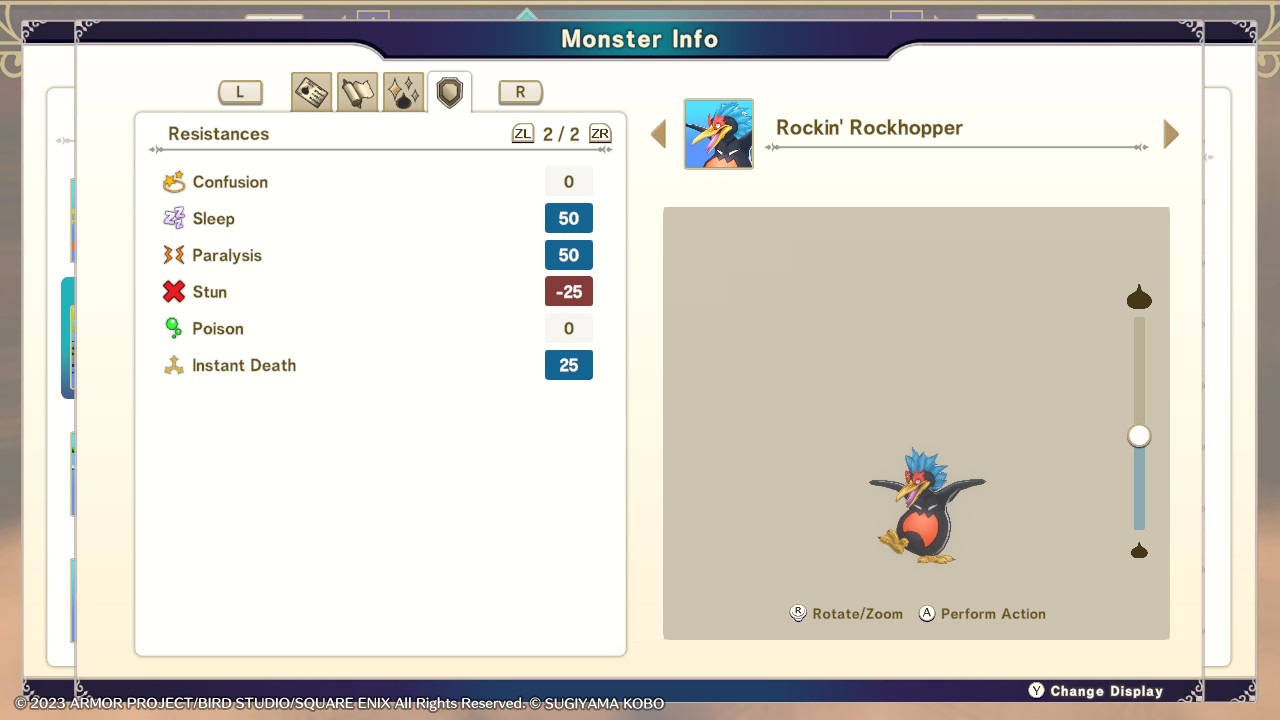 Monster Info
L
R
Resistances
ZL 2 / 2 ZR
Confusion 0
Sleep 50
Paralysis 50
Stun -25
Poison 0
Instant Death 25
Rockin' Rockhopper
R Rotate/Zoom A Perform Action
Y Change Display
© 2023 ARMOR PROJECT/BIRD STUDIO/SQUARE ENIX All Rights Reserved. © SUGIYAMA KOBO